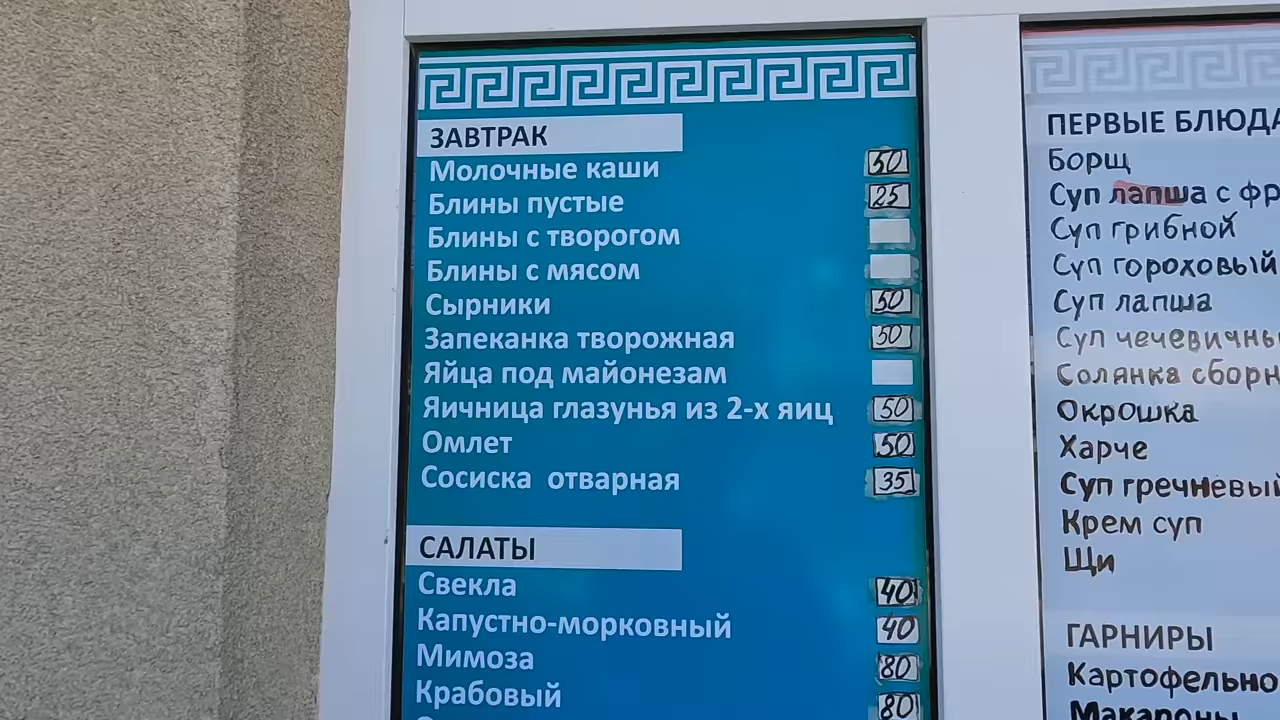 ЗАВТРАК
Молочные каши 50
Блины пустые 25
Блины с творогом
Блины с мясом
Сырники 50
Запеканка творожная 50
Яйца под майонезам
Яичница глазунья из 2-х яиц 50
Омлет 50
Сосиска отварная 35
САЛАТЫ
Свекла 40
Капустно-морковный 40
Мимоза 80
Крабовый 80
ПЕРВЫЕ БЛЮДА
Борщ
Суп лапша с фр
Суп грибной
Суп гороховый
Суп лапша
Суп чечевичны
Солянка сборн
Окрошка
Харче
Суп гречневый
Крем суп
Щи
ГАРНИРЫ
Картофельно
Макароны